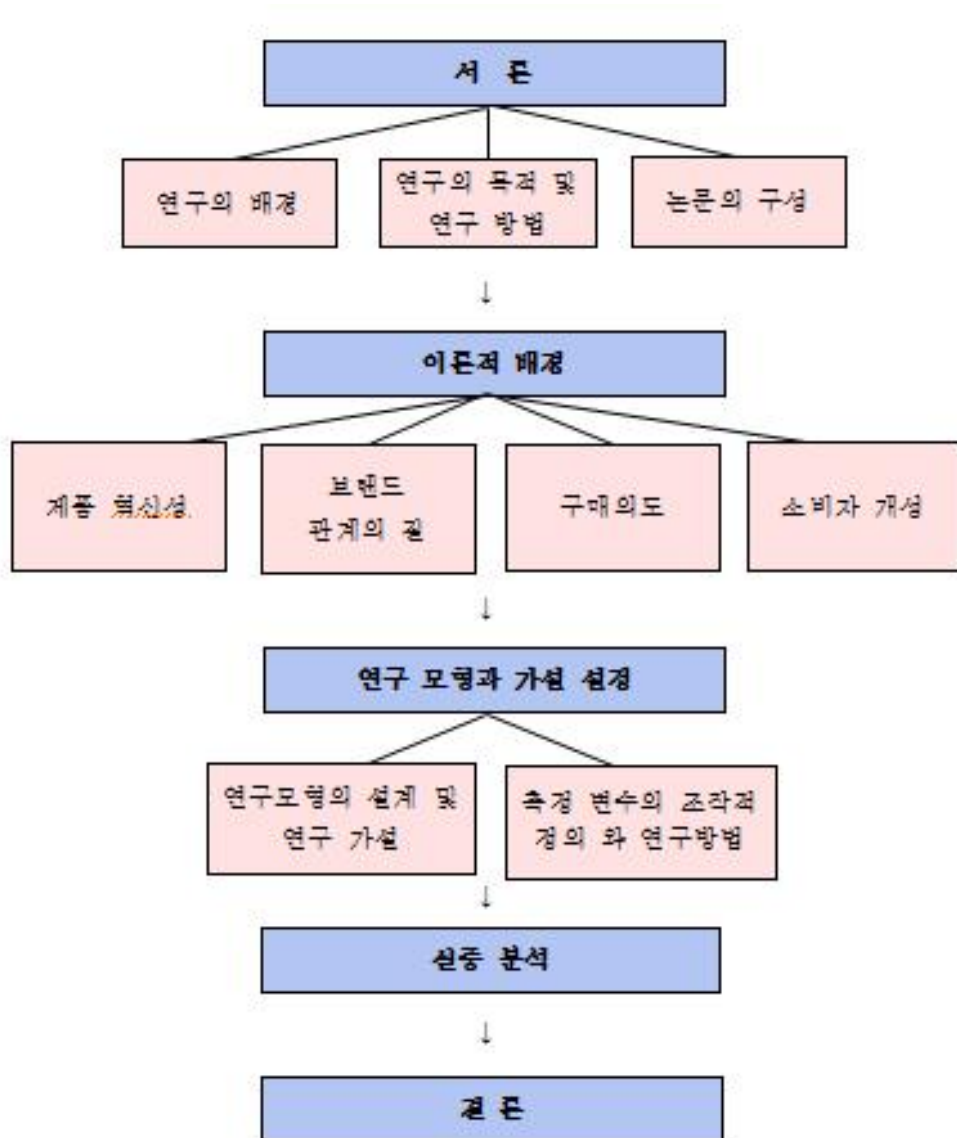 서 론
연구의 배경
연구의 목적 및
연구 방법
논문의 구성
↓
이론적 배경
제품 혁신성
브랜드
관계의 질
구매의도
소비자 개성
↓
연구 모형과 가설 설정
연구모형의 설계 및
연구 가설
측정 변수의 조작적
정의 와 연구방법
↓
실증 분석
↓
결 론